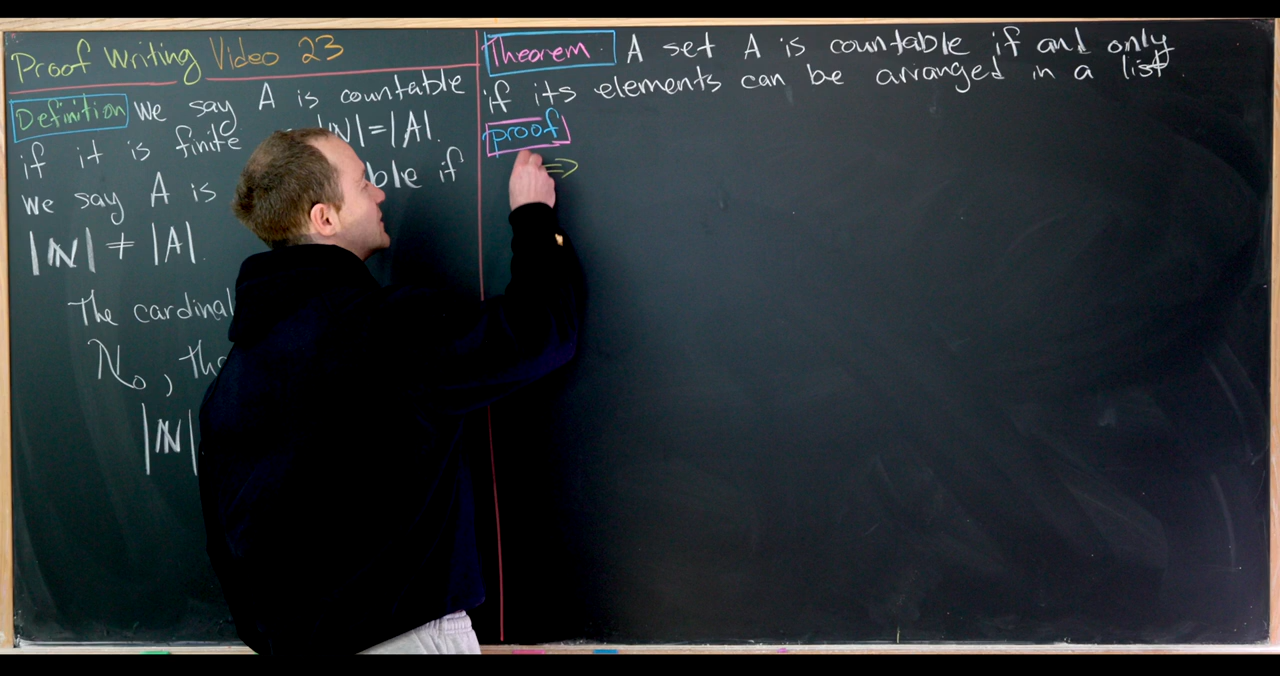 Proof Writing Video 23
Definition We say A is countable
if it is finite |N|=|A|.
We say A is ble if
|N| ≠ |A|.
The cardinal
ℵ₀, the
|N|
Theorem. A set A is countable if and only
if its elements can be arranged in a list
proof
⇒